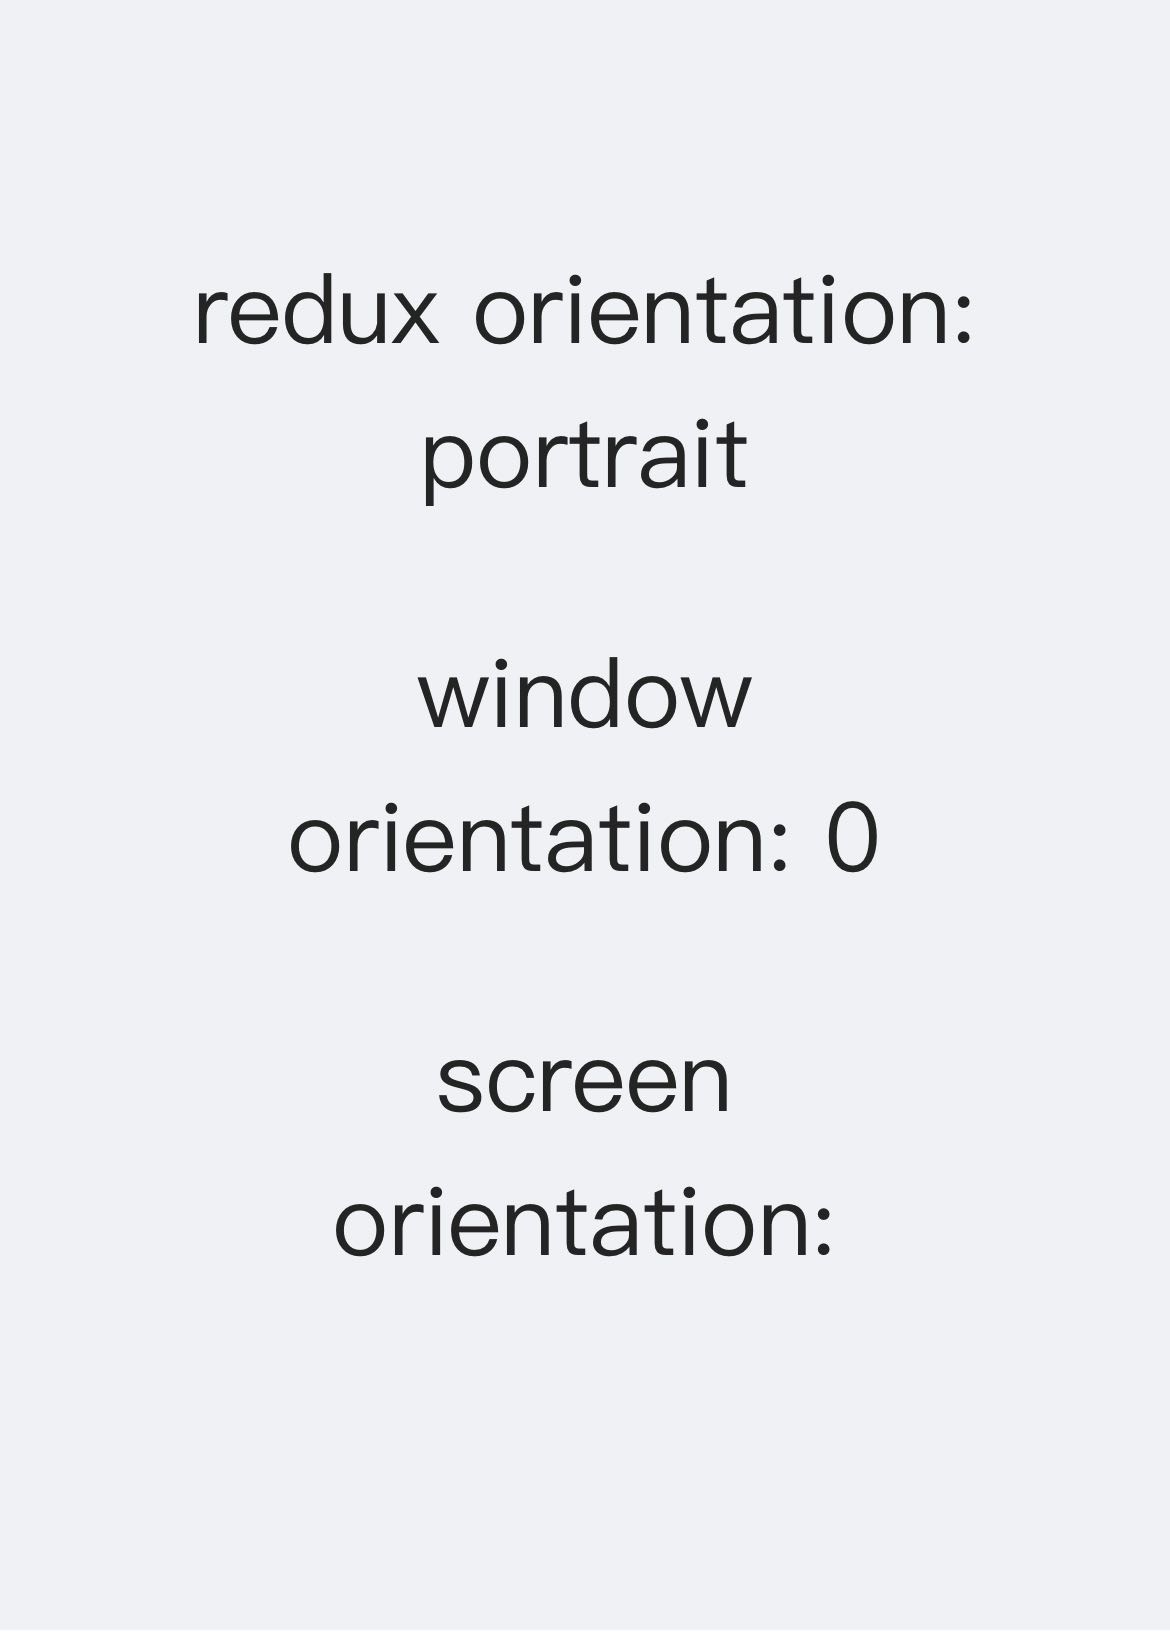 redux orientation:
portrait
window
orientation: 0
screen
orientation: